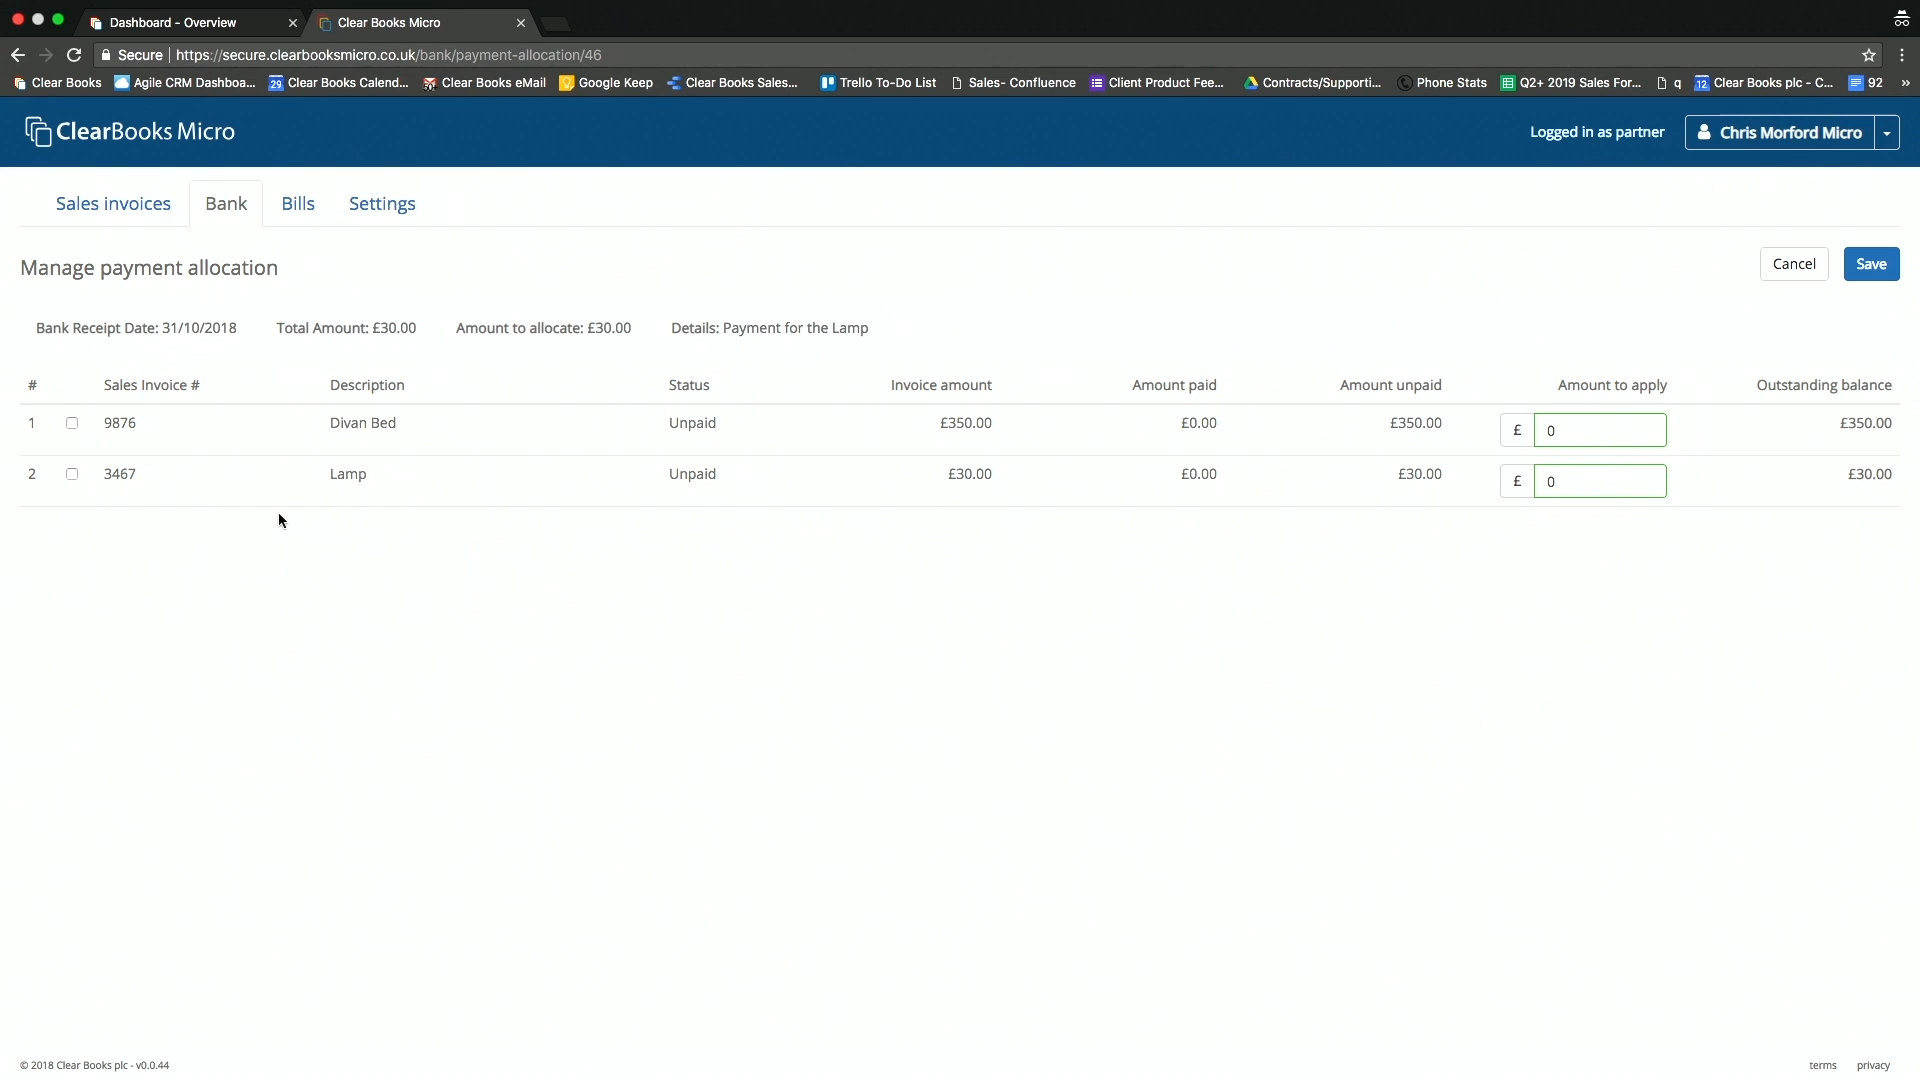 Dashboard - Overview
Clear Books Micro
Secure
https://secure.clearbooksmicro.co.uk/bank/payment-allocation/46
Clear Books
Agile CRM Dashboa...
29
Clear Books Calend...
Clear Books eMail
Google Keep
Clear Books Sales...
Trello To-Do List
Sales- Confluence
Client Product Fee...
Contracts/Supporti...
Phone Stats
Q2+ 2019 Sales For...
q
12
Clear Books plc - C...
92
»
ClearBooks Micro
Logged in as partner
Chris Morford Micro
Sales invoices Bank Bills Settings
Manage payment allocation
Cancel
Save
Bank Receipt Date: 31/10/2018 Total Amount: £30.00 Amount to allocate: £30.00 Details: Payment for the Lamp
# Sales Invoice # Description Status Invoice amount Amount paid Amount unpaid Amount to apply Outstanding balance
1 9876 Divan Bed Unpaid £350.00 £0.00 £350.00 £ 0 £350.00
2 3467 Lamp Unpaid £30.00 £0.00 £30.00 £ 0 £30.00
© 2018 Clear Books plc - v0.0.44
terms privacy